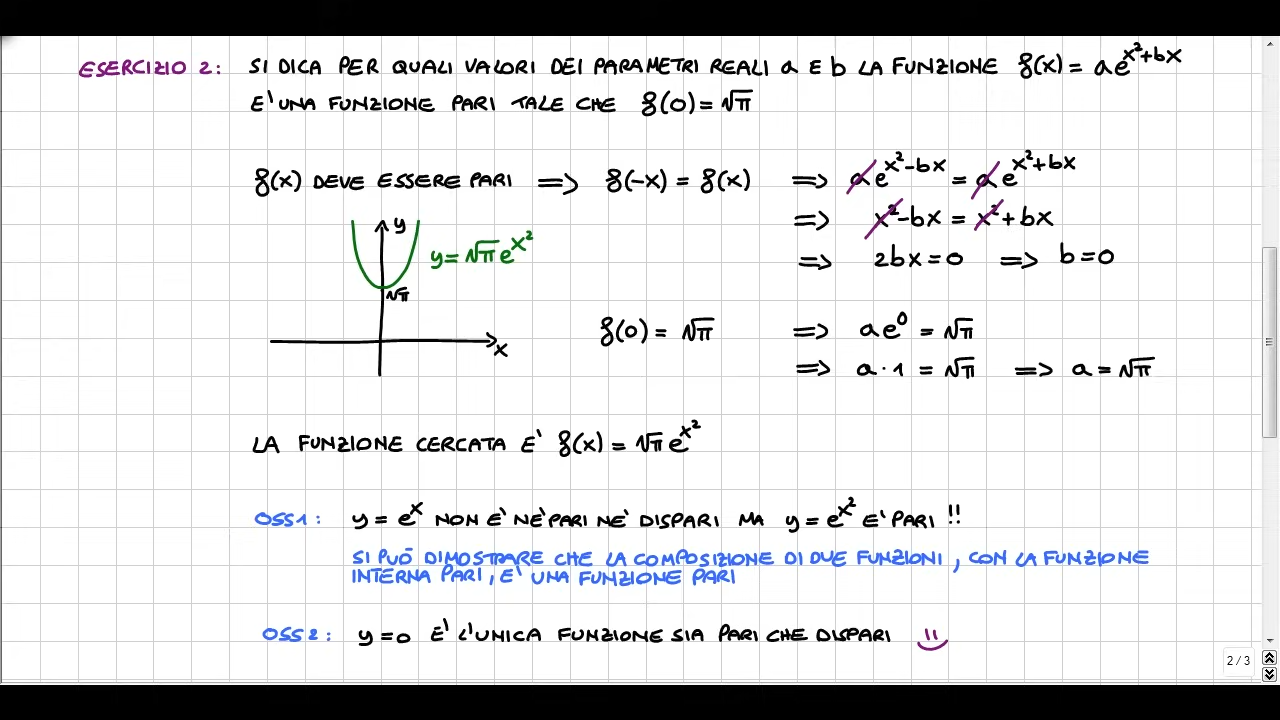 ESERCIZIO 2: SI DICA PER QUALI VALORI DEI PARAMETRI REALI a E b LA FUNZIONE f(x) = ae^{x²+bx}
E' UNA FUNZIONE PARI TALE CHE f(0) = √π
f(x) DEVE ESSERE PARI ⟹ f(-x) = f(x) ⟹ ae^{x²-bx} = ae^{x²+bx}
⟹ x²-bx = x²+bx
⟹ 2bx = 0 ⟹ b = 0
y
y = √π e^{x²}
√π
x
f(0) = √π ⟹ ae⁰ = √π
⟹ a · 1 = √π ⟹ a = √π
LA FUNZIONE CERCATA E' f(x) = √π e^{x²}
OSS1: y = e^x NON E' NE' PARI NE' DISPARI MA y = e^{x²} E' PARI !!
SI PUÒ DIMOSTRARE CHE LA COMPOSIZIONE DI DUE FUNZIONI, CON LA FUNZIONE
INTERNA PARI, E' UNA FUNZIONE PARI
OSS2: y = 0 E' L'UNICA FUNZIONE SIA PARI CHE DISPARI
2/3